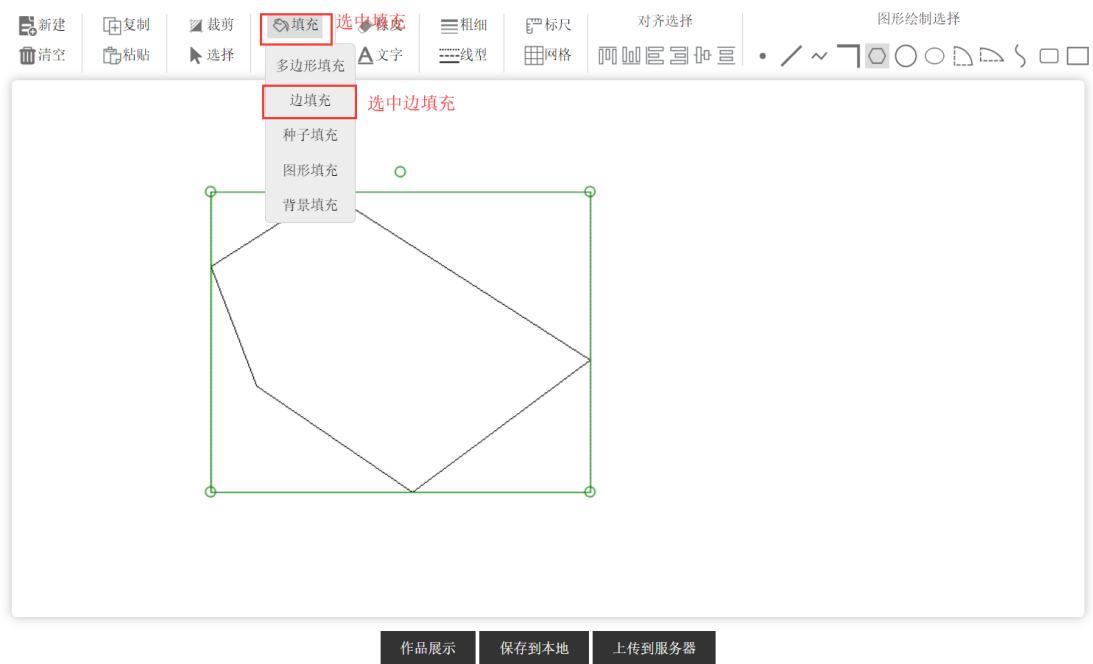 新建 复制 裁剪 填充 选中填充 橡皮 粗细 标尺 对齐选择 图形绘制选择
清空 粘贴 选择 文字 线型 网格
多边形填充
边填充 选中边填充
种子填充
图形填充
背景填充
作品展示 保存到本地 上传到服务器